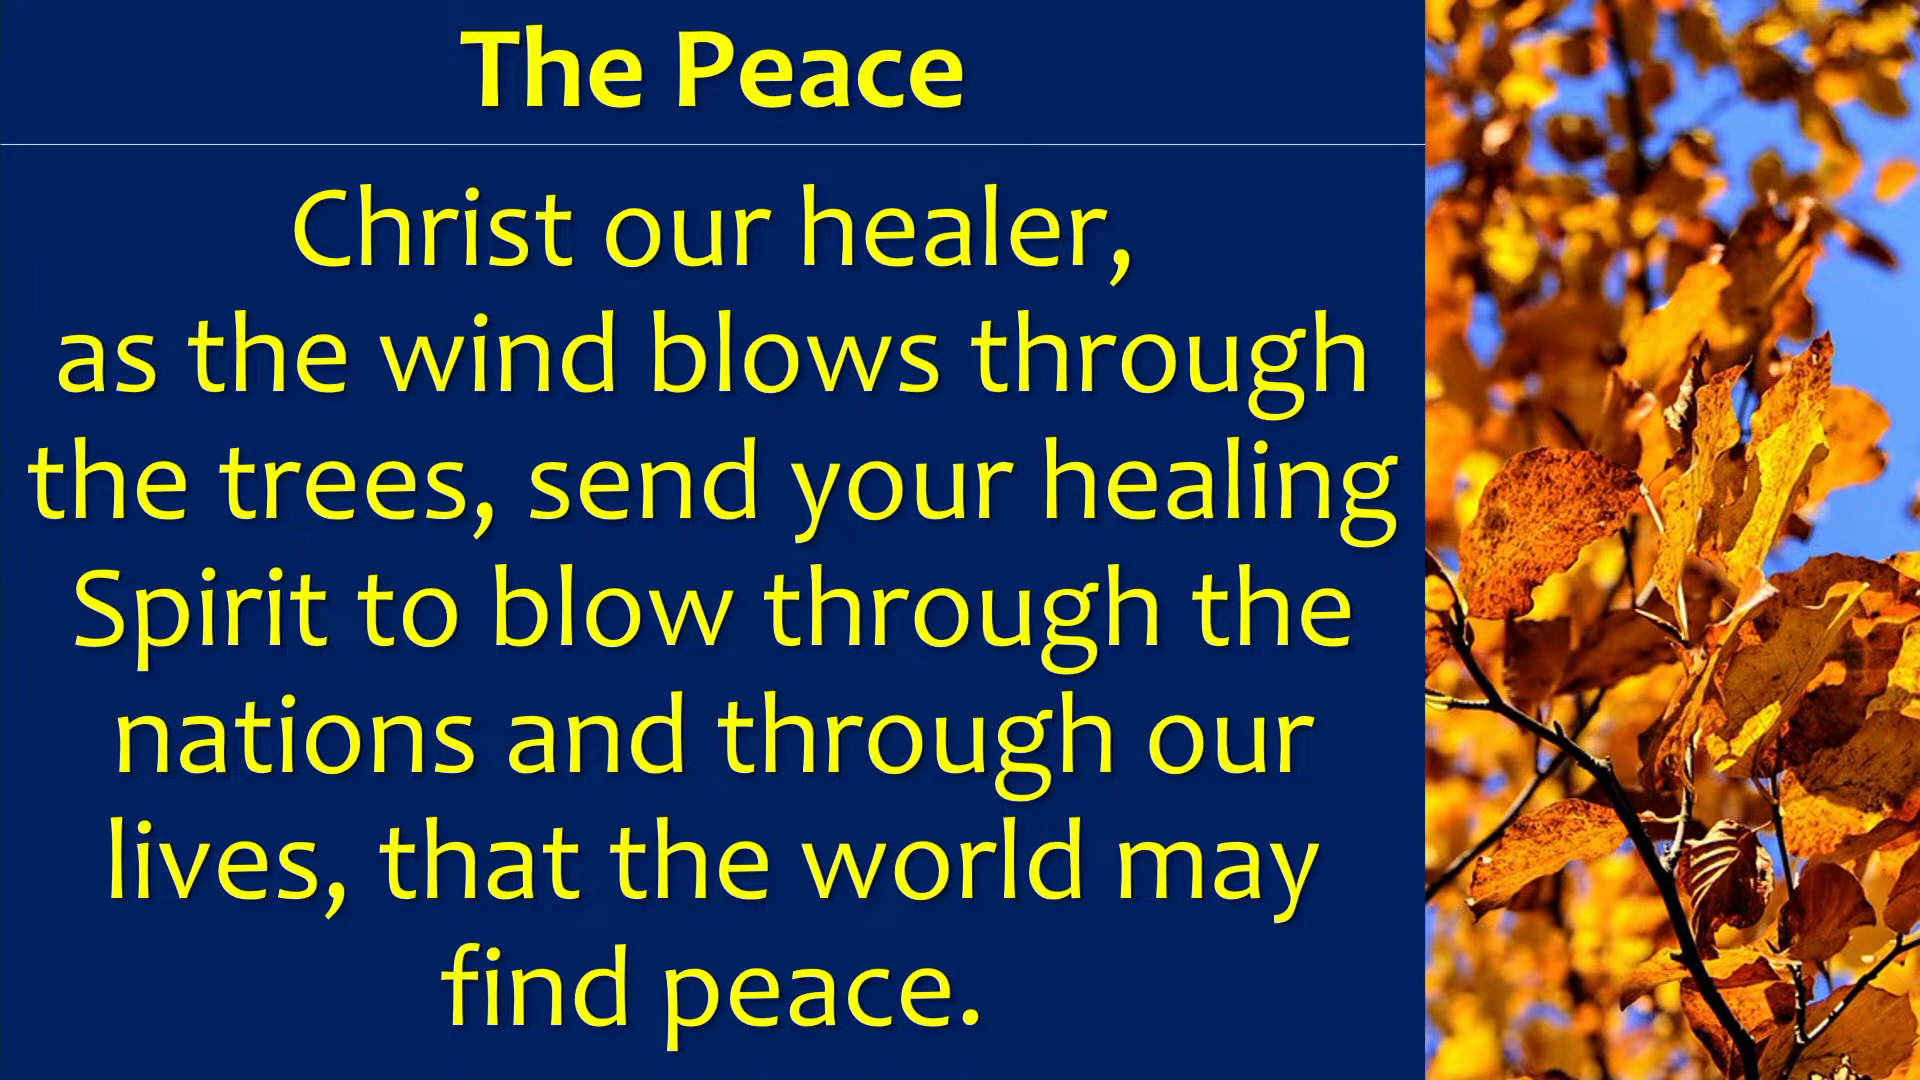 The Peace
Christ our healer,
as the wind blows through
the trees, send your healing
Spirit to blow through the
nations and through our
lives, that the world may
find peace.